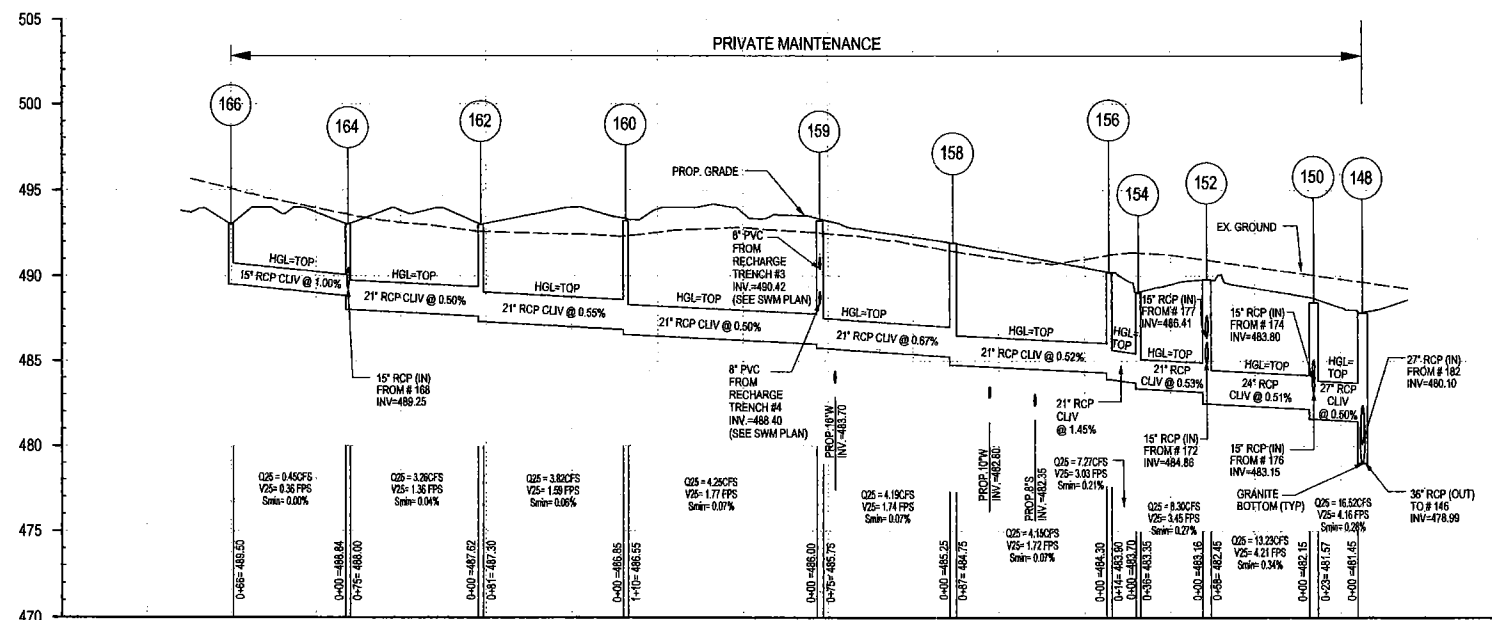 505
500
495
490
485
480
475
470
PRIVATE MAINTENANCE
166
164
162
160
159
158
156
154
152
150
148
PROP. GRADE
EX. GROUND
HGL=TOP
15" RCP CLIV @ 1.00%
HGL=TOP
21" RCP CLIV @ 0.50%
HGL=TOP
21" RCP CLIV @ 0.55%
HGL=TOP
21" RCP CLIV @ 0.50%
HGL=TOP
21" RCP CLIV @ 0.67%
HGL=TOP
21" RCP CLIV @ 0.52%
HGL=
TOP
21" RCP
CLIV
@ 1.45%
HGL=TOP
21" RCP
CLIV @ 0.53%
HGL=TOP
24" RCP
CLIV @ 0.51%
HGL=
TOP
27" RCP
CLIV
@ 0.50%
15" RCP (IN)
FROM # 168
INV=489.25
8" PVC
FROM
RECHARGE
TRENCH #3
INV.=490.42
(SEE SWM PLAN)
8" PVC
FROM
RECHARGE
TRENCH #4
INV.=488.40
(SEE SWM PLAN)
PROP.16"W
INV.=483.70
PROP.10"W
INV.=482.60
PROP.8"S
INV.=482.35
15" RCP (IN)
FROM # 177
INV=486.41
15" RCP (IN)
FROM # 172
INV=484.86
15" RCP (IN)
FROM # 174
INV=483.80
15" RCP (IN)
FROM # 176
INV=483.15
27" RCP (IN)
FROM # 182
INV=480.10
36" RCP (OUT)
TO # 146
INV=478.99
GRANITE
BOTTOM (TYP)
Q25 = 0.45CFS
V25= 0.36 FPS
Smin= 0.00%
Q25 = 3.26CFS
V25= 1.36 FPS
Smin= 0.04%
Q25 = 3.82CFS
V25= 1.59 FPS
Smin= 0.06%
Q25 = 4.25CFS
V25= 1.77 FPS
Smin= 0.07%
Q25 = 4.19CFS
V25= 1.74 FPS
Smin= 0.07%
Q25 = 4.15CFS
V25= 1.72 FPS
Smin= 0.07%
Q25 = 7.27CFS
V25= 3.03 FPS
Smin= 0.21%
Q25 = 8.30CFS
V25= 3.45 FPS
Smin= 0.27%
Q25 = 13.23CFS
V25= 4.21 FPS
Smin= 0.34%
Q25 = 16.52CFS
V25= 4.16 FPS
Smin= 0.28%
0+66= 489.50
0+00 =488.84
0+75= 488.00
0+00 =487.62
0+81= 487.30
0+00 =486.85
1+10= 486.55
0+00 =486.00
0+75= 485.75
0+00 =485.25
0+87= 484.75
0+00 =484.30
0+14= 483.90
0+00 =483.70
0+36= 483.35
0+00 =483.16
0+58= 482.45
0+00 =482.15
0+23= 481.57
0+00 =481.45